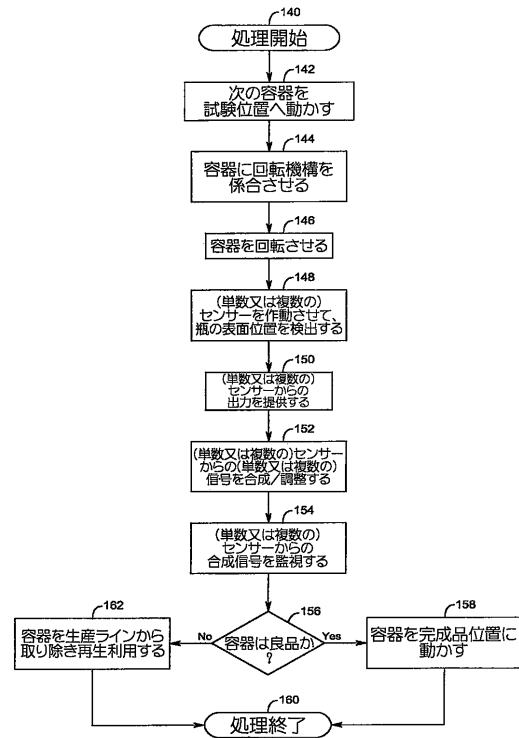 140
処理開始
142
次の容器を
試験位置へ動かす
144
容器に回転機構を
係合させる
146
容器を回転させる
148
(単数又は複数の)
センサーを作動させて、
瓶の表面位置を検出する
150
(単数又は複数の)
センサーからの
出力を提供する
152
(単数又は複数の)センサー
からの(単数又は複数の)
信号を合成/調整する
154
(単数又は複数の)
センサーからの
合成信号を監視する
156
容器は良品か
?
No
Yes
162
容器を生産ラインから
取り除き再生利用する
158
容器を完成品位置に
動かす
160
処理終了